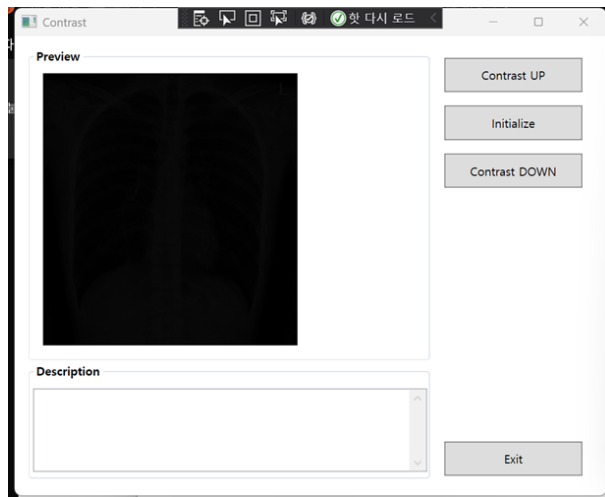 Contrast
핫 다시 로드
Preview
Contrast UP
Initialize
Contrast DOWN
Description
Exit